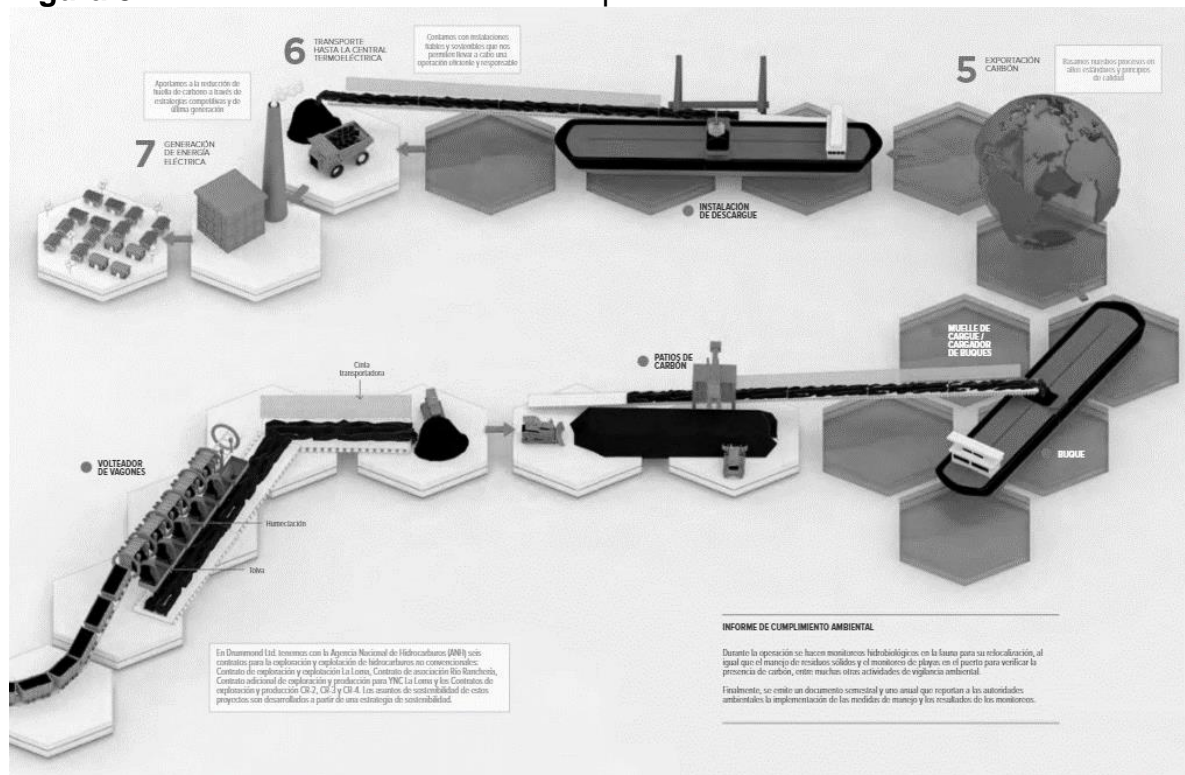 6 TRANSPORTE
HASTA LA CENTRAL
TERMOELÉCTRICA
Contamos con instalaciones
fiables y sostenibles que nos
permiten llevar a cabo una
operación eficiente y responsable
5 EXPORTACIÓN
CARBÓN
Basamos nuestros procesos en
altos estándares y principios
de calidad
Aportamos a la reducción de
huella de carbono a través de
estrategias competitivas y de
última generación
7 GENERACIÓN
DE ENERGÍA
ELÉCTRICA
INSTALACIÓN
DE DESCARGUE
MUELLE DE
CARGUE /
CARGADOR
DE BUQUES
PATIOS DE
CARBÓN
Cinta
transportadora
BUQUE
VOLTEADOR
DE VAGONES
Humectación
Tolva
En Drummond Ltd. tenemos con la Agencia Nacional de Hidrocarburos (ANH) seis
contratos para la exploración y explotación de hidrocarburos no convencionales:
Contrato de exploración y explotación La Loma, Contrato de asociación Río Ranchería,
Contrato adicional de exploración y producción para YNC La Loma y los Contratos de
exploración y producción CR-2, CR-3 y CR-4. Los asuntos de sostenibilidad de estos
proyectos son desarrollados a partir de una estrategia de sostenibilidad.
INFORME DE CUMPLIMIENTO AMBIENTAL
Durante la operación se hacen monitoreos hidrobiológicos en la fauna para su relocalización, al
igual que el manejo de residuos sólidos y el monitoreo de playas en el puerto para verificar la
presencia de carbón, entre muchas otras actividades de vigilancia ambiental.
Finalmente, se emite un documento semestral y uno anual que reportan a las autoridades
ambientales la implementación de las medidas de manejo y los resultados de los monitoreos.